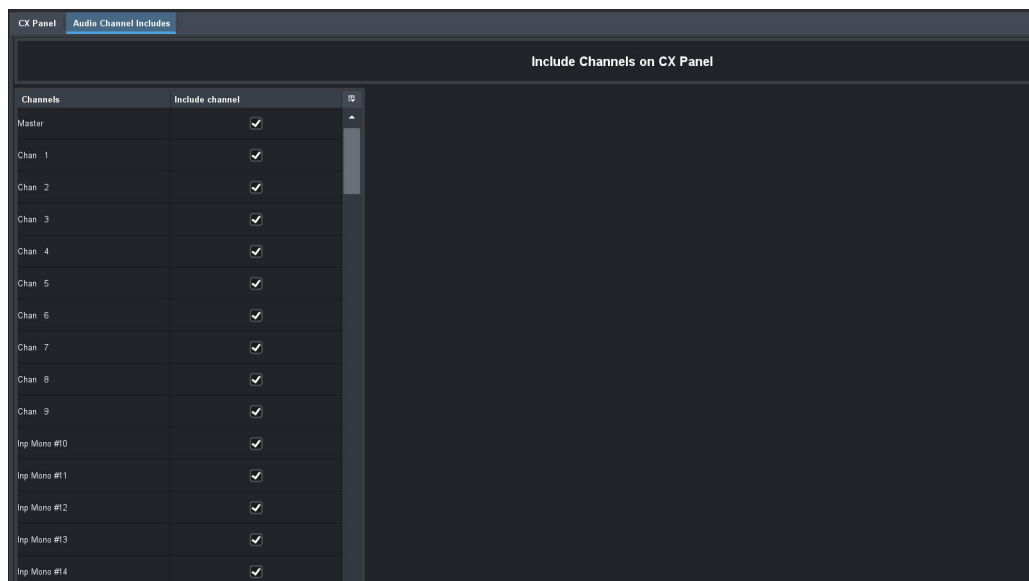 CX Panel Audio Channel Includes
Include Channels on CX Panel
Channels Include channel
Master
Chan 1
Chan 2
Chan 3
Chan 4
Chan 5
Chan 6
Chan 7
Chan 8
Chan 9
Inp Mono #10
Inp Mono #11
Inp Mono #12
Inp Mono #13
Inp Mono #14